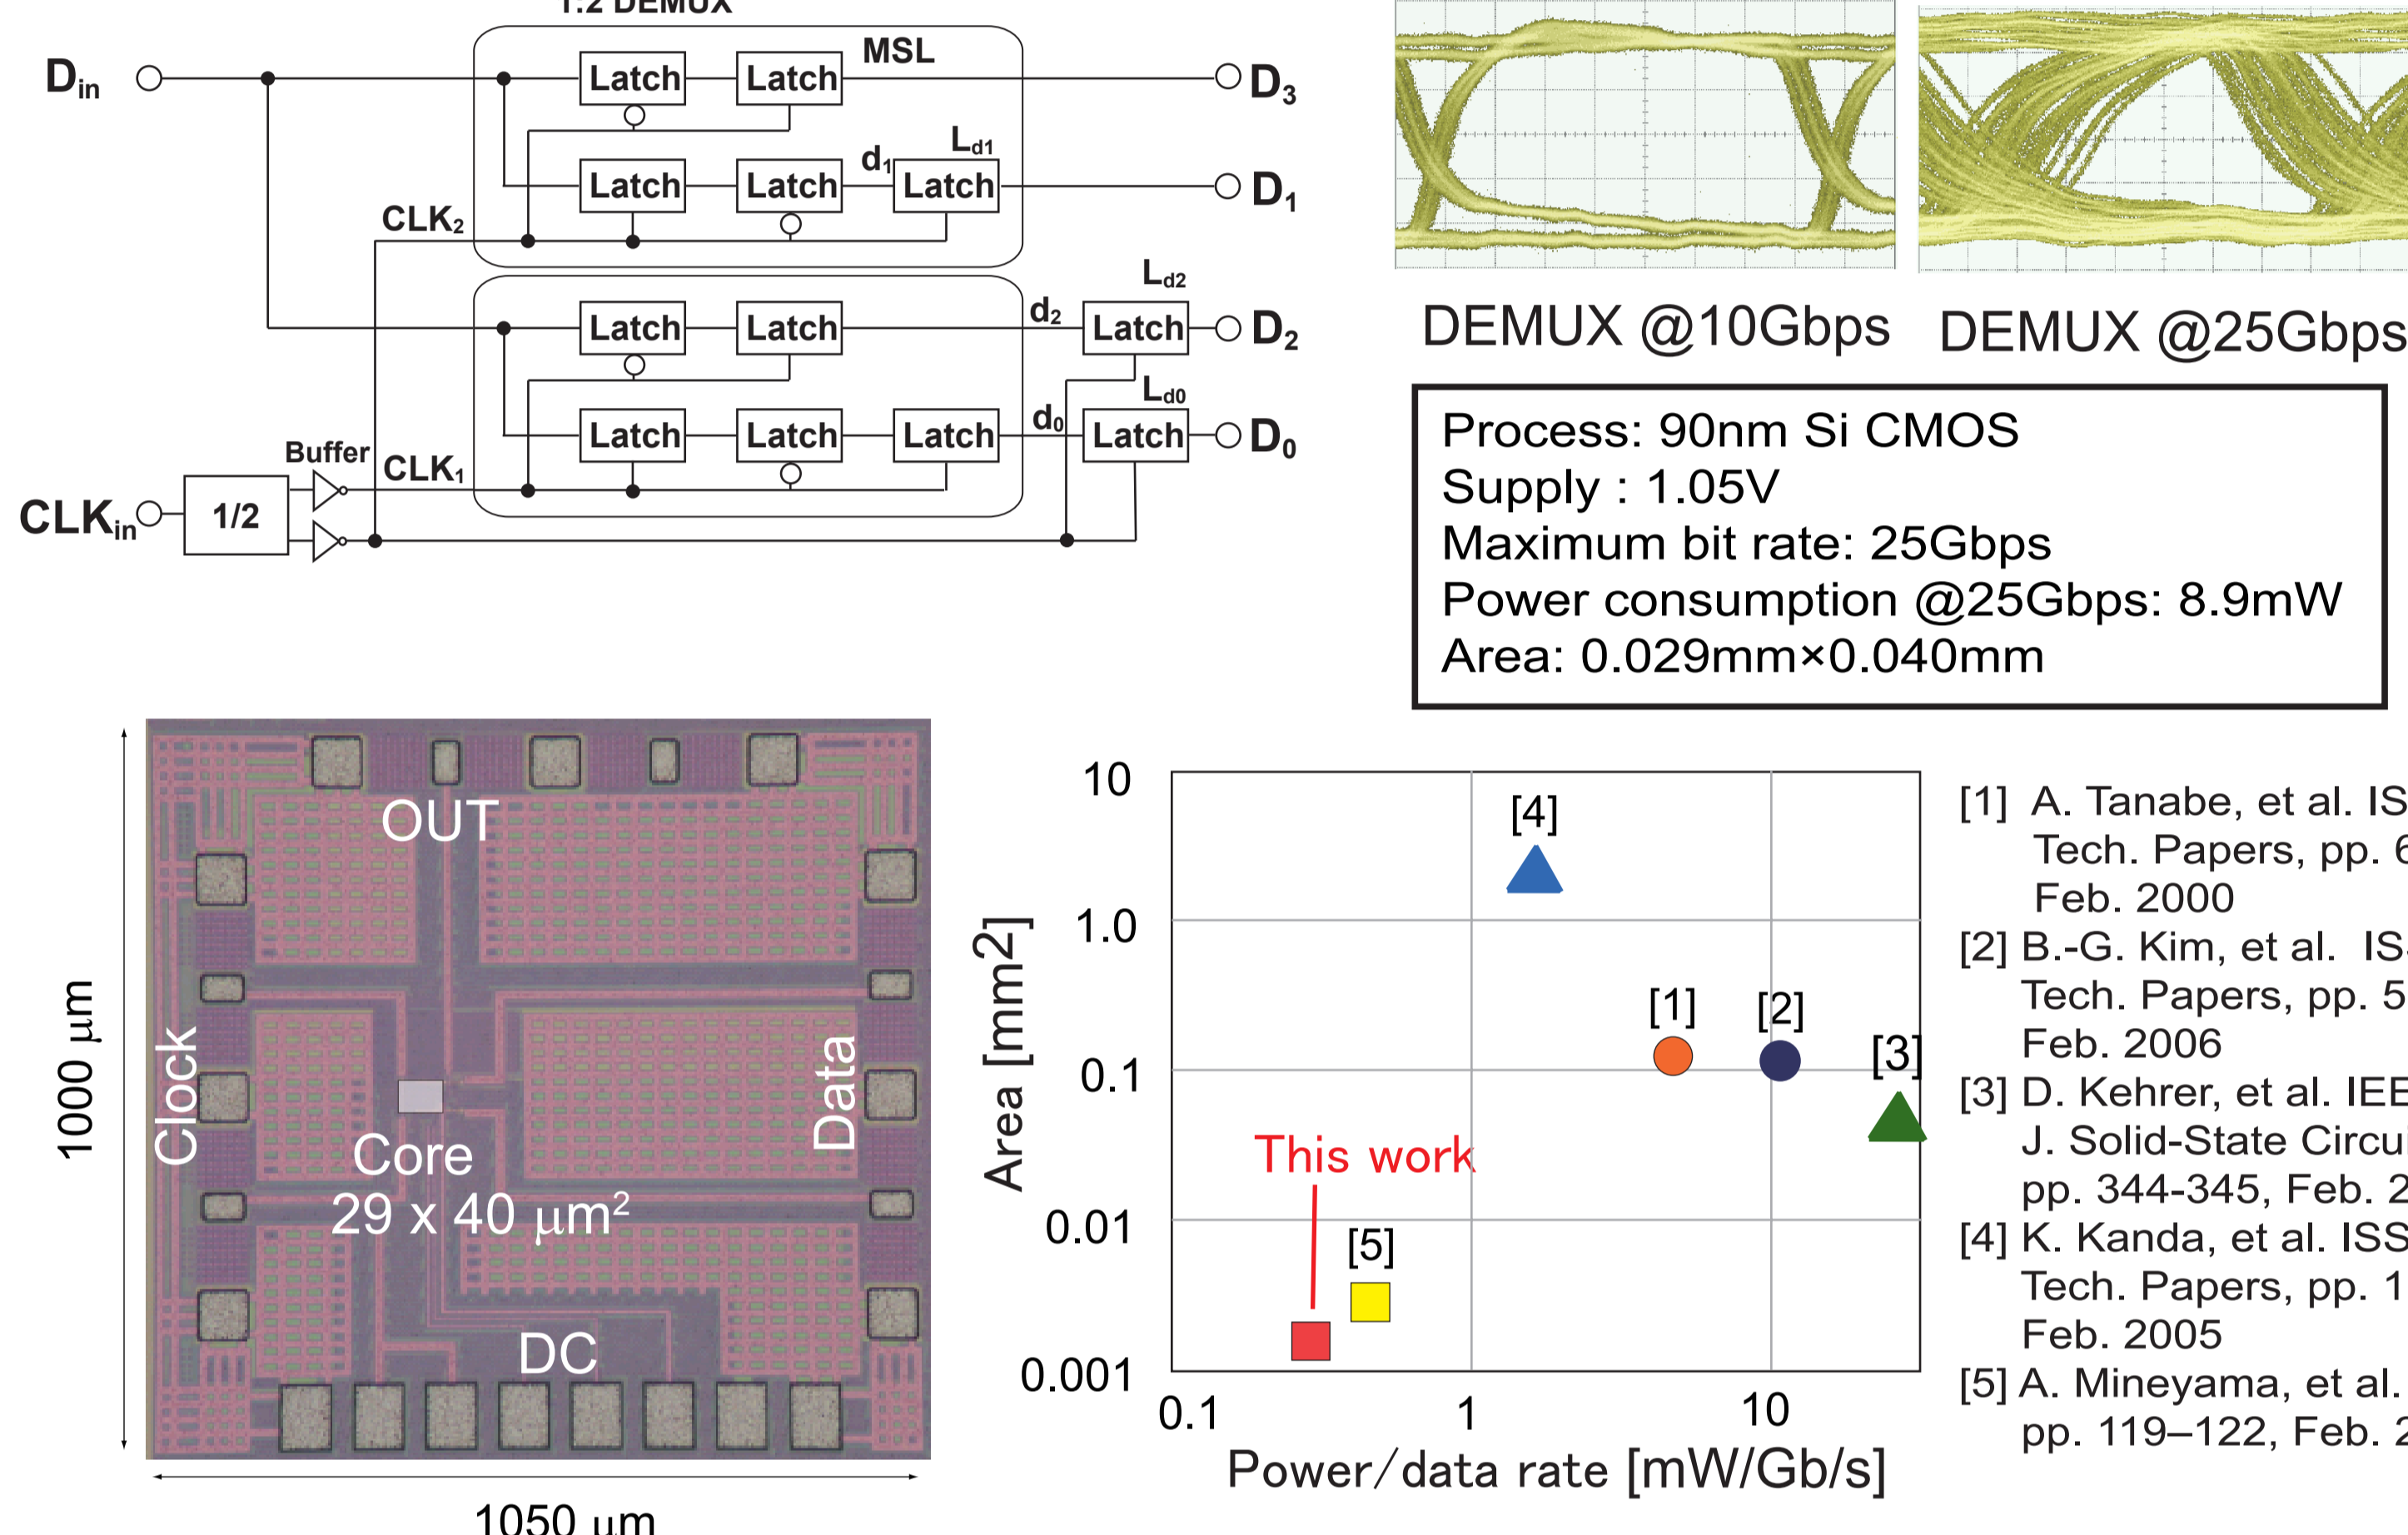 1:2 DEMUX
Din
Latch
Latch
MSL
D3
Latch
Latch
d1
Ld1
Latch
D1
CLK2
Latch
Latch
d2
Ld2
Latch
D2
Latch
Latch
Latch
d0
Ld0
Latch
D0
Buffer
CLK1
CLKin
1/2
DEMUX @10Gbps
DEMUX @25Gbps
Process: 90nm Si CMOS
Supply : 1.05V
Maximum bit rate: 25Gbps
Power consumption @25Gbps: 8.9mW
Area: 0.029mm×0.040mm
1000 μm
OUT
Clock
Data
Core
29 x 40 μm²
DC
1050 μm
Area [mm2]
10
1.0
0.1
0.01
0.001
[4]
[1]
[2]
[3]
This work
[5]
0.1
1
10
Power/data rate [mW/Gb/s]
[1] A. Tanabe, et al.
Tech. Papers, pp.
Feb. 2000
[2] B.-G. Kim, et al.
Tech. Papers, pp.
Feb. 2006
[3] D. Kehrer, et al.
J. Solid-State
pp. 344-345, Feb.
[4] K. Kanda, et al.
Tech. Papers, pp.
Feb. 2005
[5] A. Mineyama, et al.
pp. 119–122, Feb.